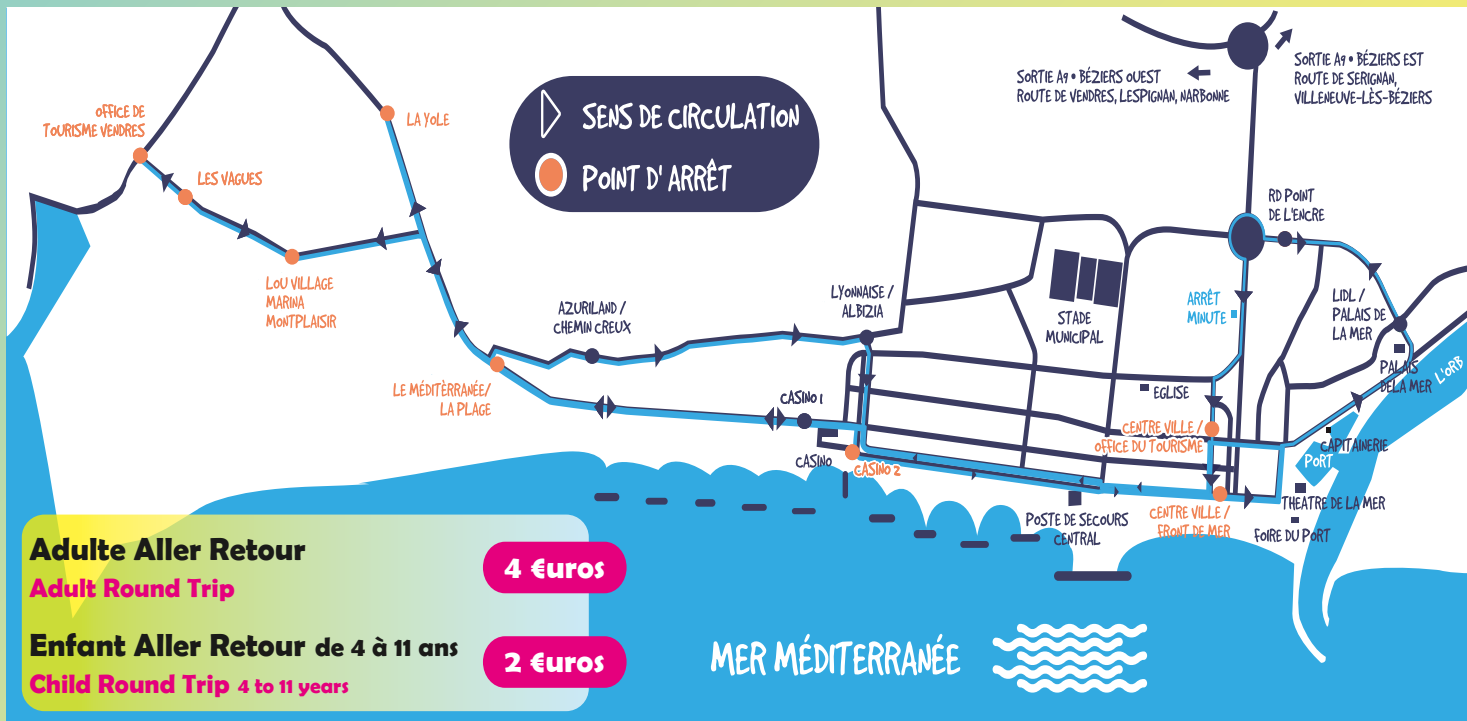 SORTIE A9 • BÉZIERS OUEST
ROUTE DE VENDRES, LESPIGNAN, NARBONNE
SORTIE A9 • BÉZIERS EST
ROUTE DE SERIGNAN,
VILLENEUVE-LÈS-BÉZIERS
OFFICE DE
TOURISME VENDRES
LA YOLE
LES VAGUES
SENS DE CIRCULATION
POINT D' ARRÊT
RD POINT
DE L'ENCRE
LOU VILLAGE
MARINA
MONTPLAISIR
AZURILAND /
CHEMIN CREUX
LYONNAISE /
ALBIZIA
STADE
MUNICIPAL
ARRÊT
MINUTE
LIDL /
PALAIS DE
LA MER
PALAIS
DELA MER
L'ORB
LE MÉDITÈRRANÉE/
LA PLAGE
CASINO 1
EGLISE
CENTRE VILLE /
OFFICE DU TOURISME
CAPITAINERIE
PORT
CASINO
CASINO 2
THEATRE DE LA MER
POSTE DE SECOURS
CENTRAL
CENTRE VILLE /
FRONT DE MER
FOIRE DU PORT
Adulte Aller Retour
Adult Round Trip
4 €uros
Enfant Aller Retour de 4 à 11 ans
Child Round Trip 4 to 11 years
2 €uros
MER MÉDITERRANÉE